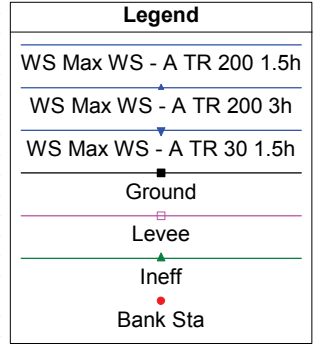 Legend
WS Max WS - A TR 200 1.5h
WS Max WS - A TR 200 3h
WS Max WS - A TR 30 1.5h
Ground
Levee
Ineff
Bank Sta